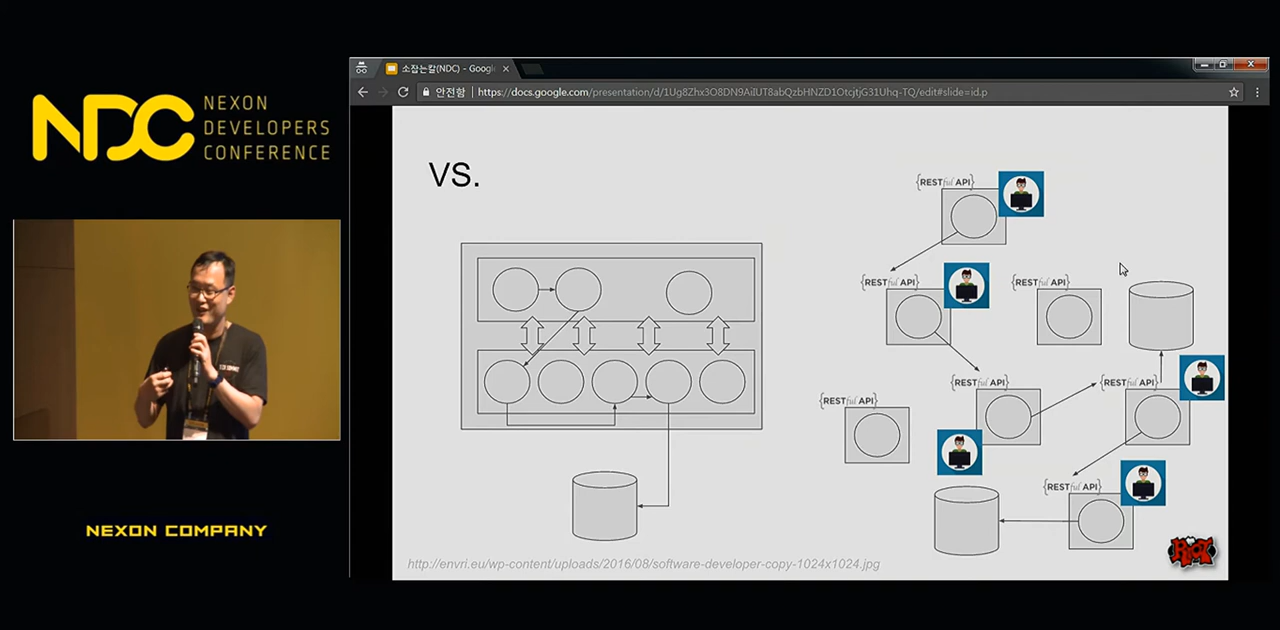 NDC
NEXON
DEVELOPERS
CONFERENCE
NEXON COMPANY
소잡는칼(NDC) - Googl
안전함
https://docs.google.com/presentation/d/1Ug8Zhx3O8DN9AiIUT8abQzbHNZD1OtcjtjG31Uhq-TQ/edit#slide=id.p
VS.
{RESTful API}
{RESTful API}
{RESTful API}
{RESTful API}
{RESTful API}
{RESTful API}
{RESTful API}
http://envri.eu/wp-content/uploads/2016/08/software-developer-copy-1024x1024.jpg
RIOT